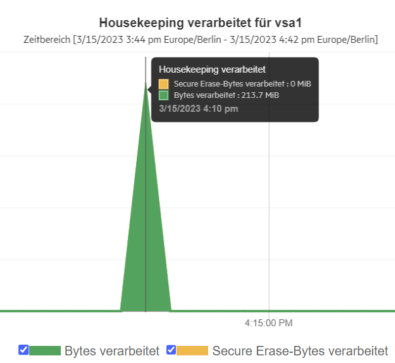 Housekeeping verarbeitet für vsa1
Zeitbereich [3/15/2023 3:44 pm Europe/Berlin - 3/15/2023 4:42 pm Europe/Berlin]
Housekeeping verarbeitet
Secure Erase-Bytes verarbeitet : 0 MiB
Bytes verarbeitet : 213.7 MiB
3/15/2023 4:10 pm
4:15:00 PM
Bytes verarbeitet Secure Erase-Bytes verarbeitet